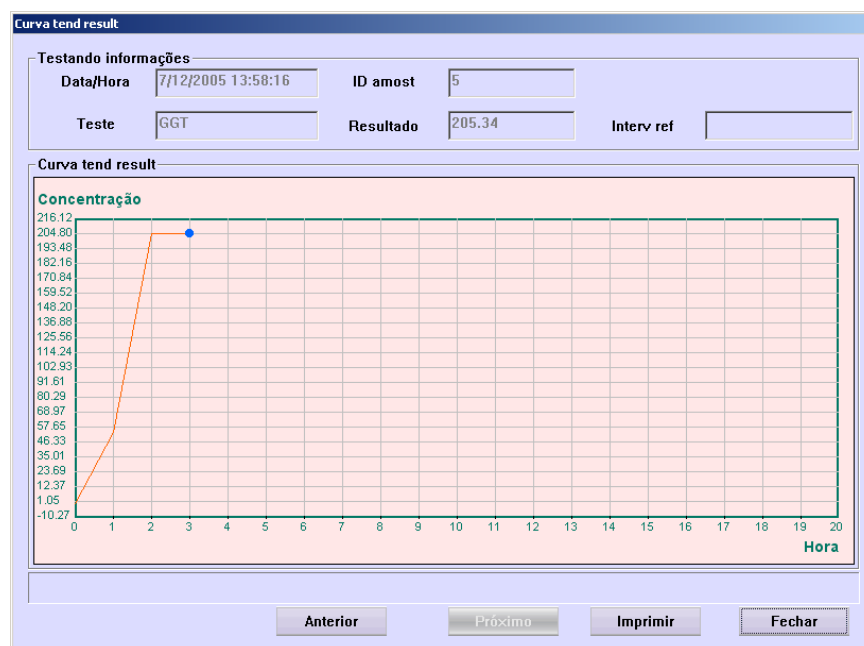 Curva tend result
Testando informações
Data/Hora 7/12/2005 13:58:16 ID amost 5
Teste GGT Resultado 205.34 Interv ref
Curva tend result
Concentração
216.12
204.80
193.48
182.16
170.84
159.52
148.20
136.88
125.56
114.24
102.93
91.61
80.29
68.97
57.65
46.33
35.01
23.69
12.37
1.05
-10.27
0 1 2 3 4 5 6 7 8 9 10 11 12 13 14 15 16 17 18 19 20
Hora
Anterior Próximo Imprimir Fechar